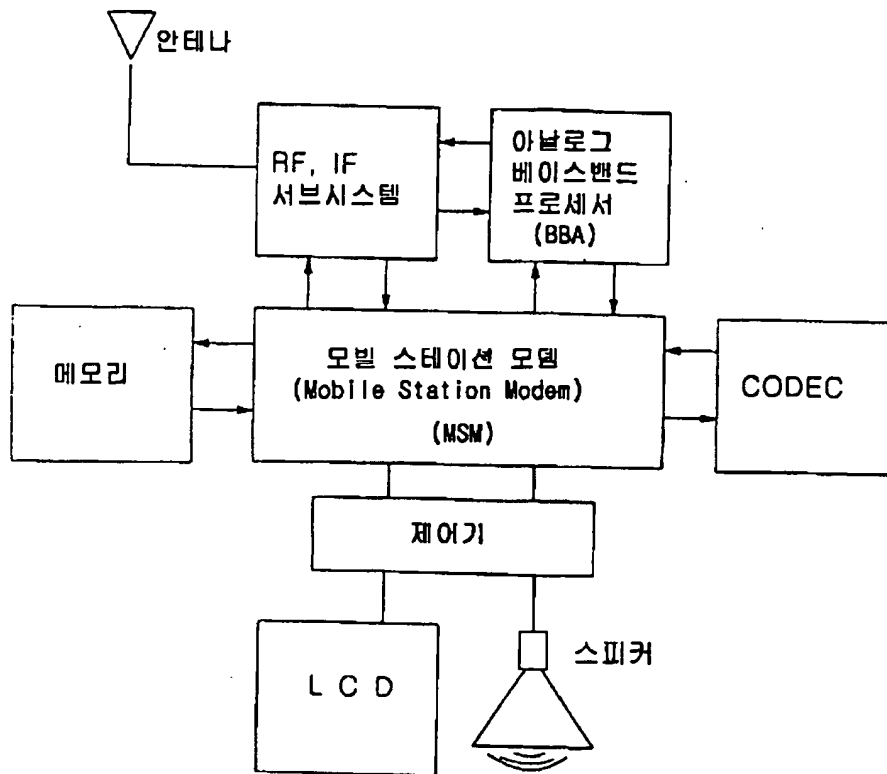 안테나
RF, IF
서브시스템
아날로그
베이스밴드
프로세서
(BBA)
메모리
모빌 스테이션 모뎀
(Mobile Station Modem)
(MSM)
CODEC
제어기
LCD
스피커